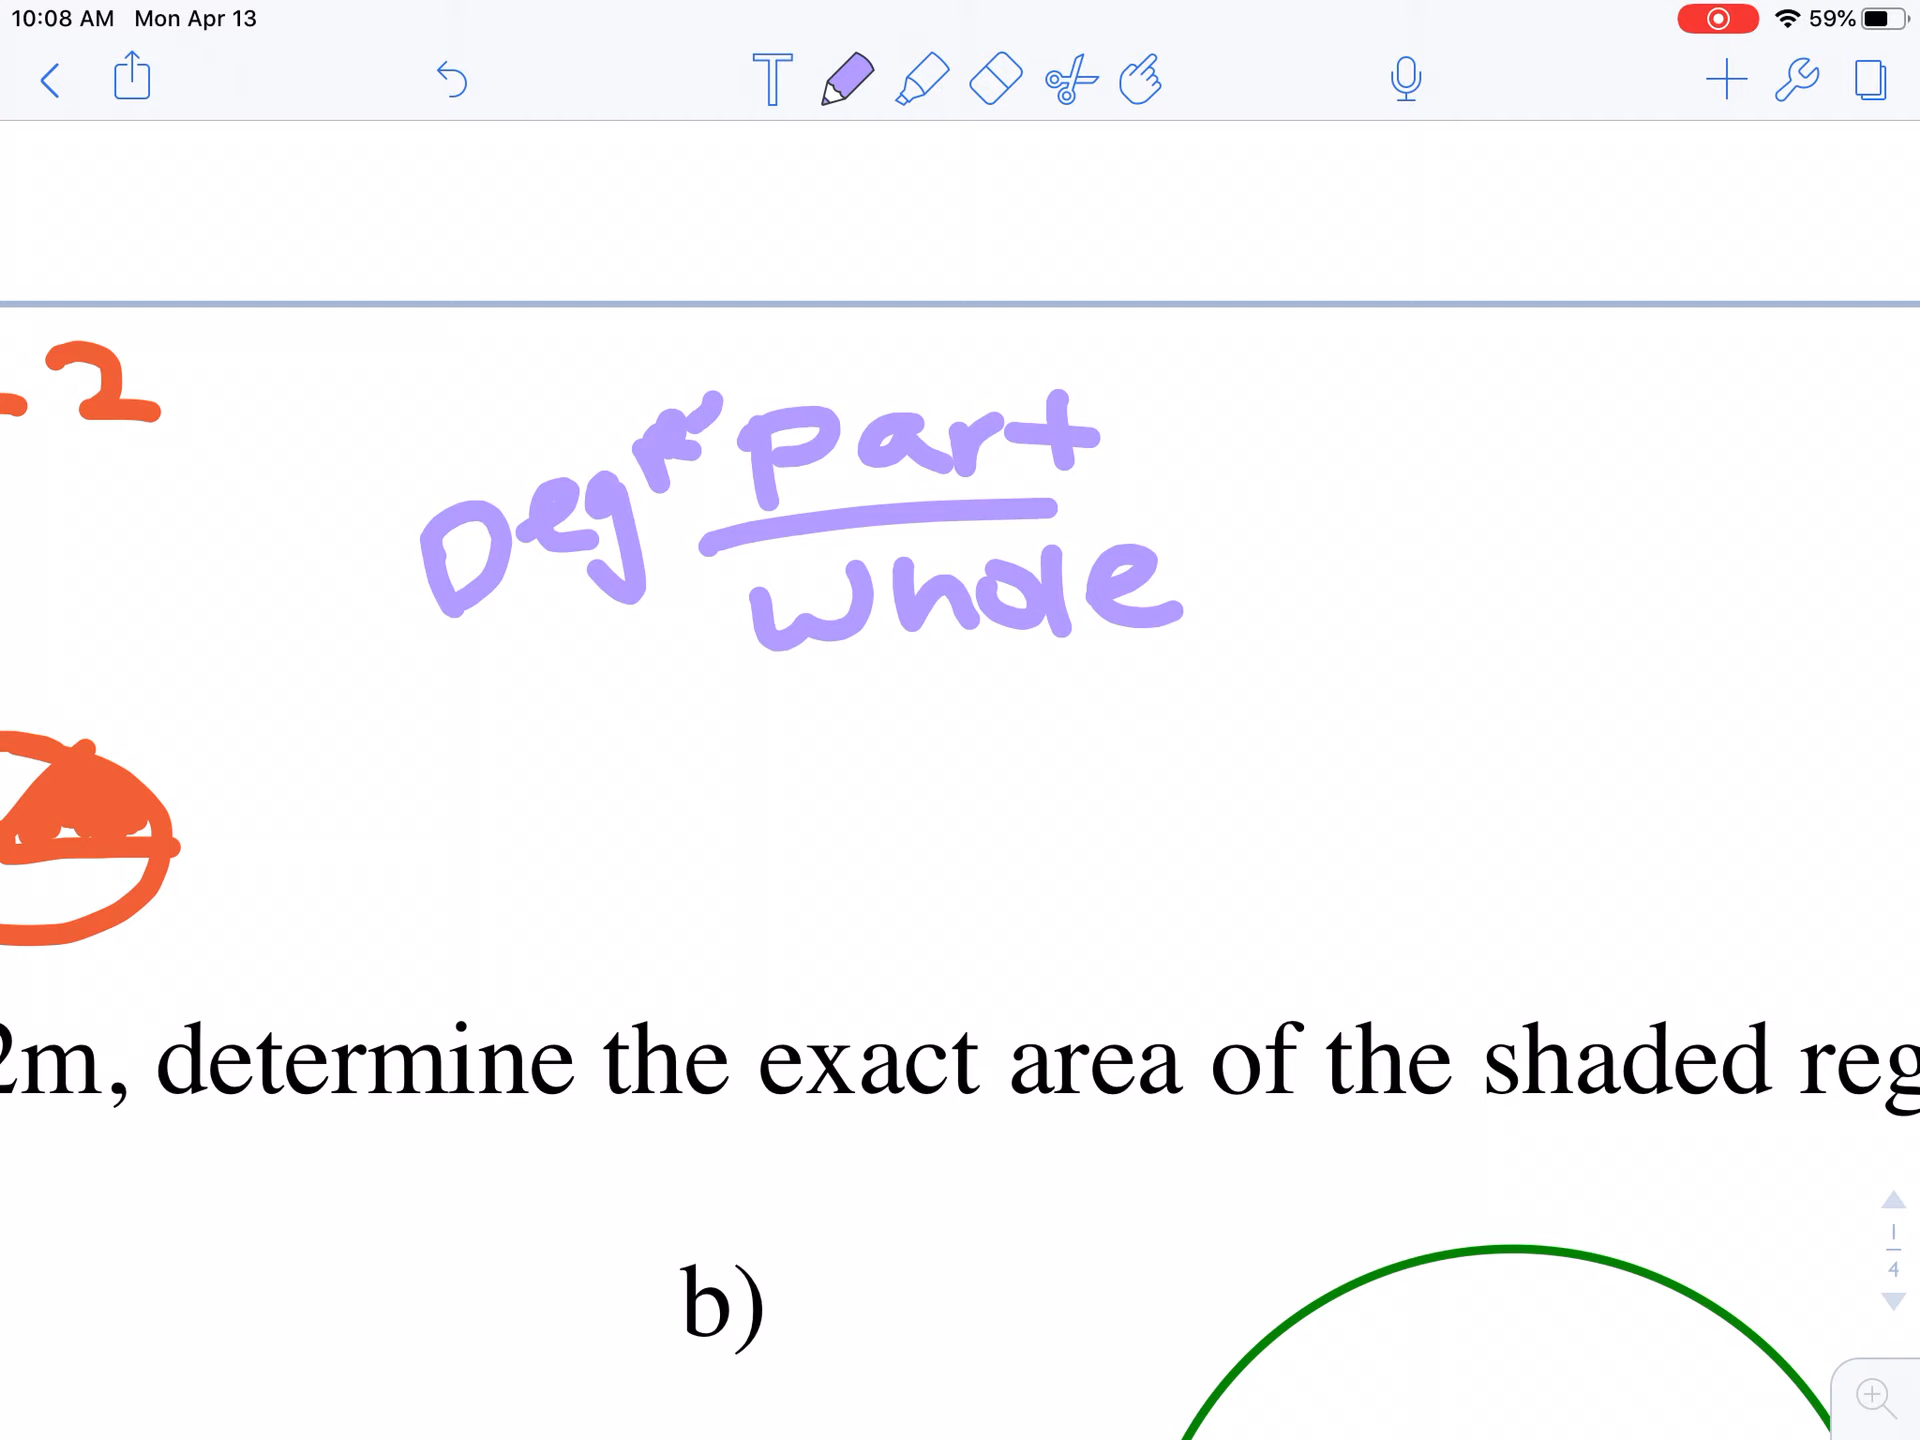 10:08 AM Mon Apr 13
59%
T
2
Deg part
whole
2m, determine the exact area of the shaded reg
b)
1
4